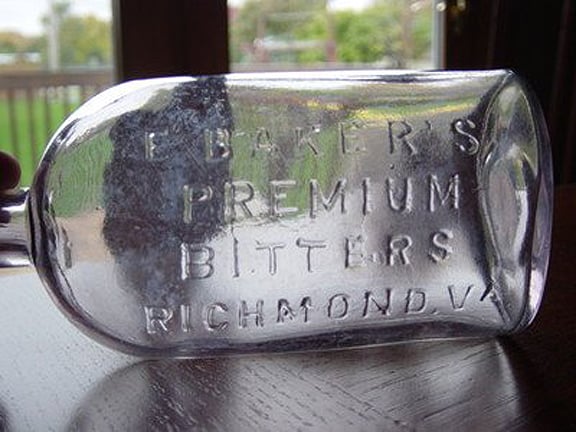 E BAKER'S
PREMIUM
BITTERS
RICHMOND. VA